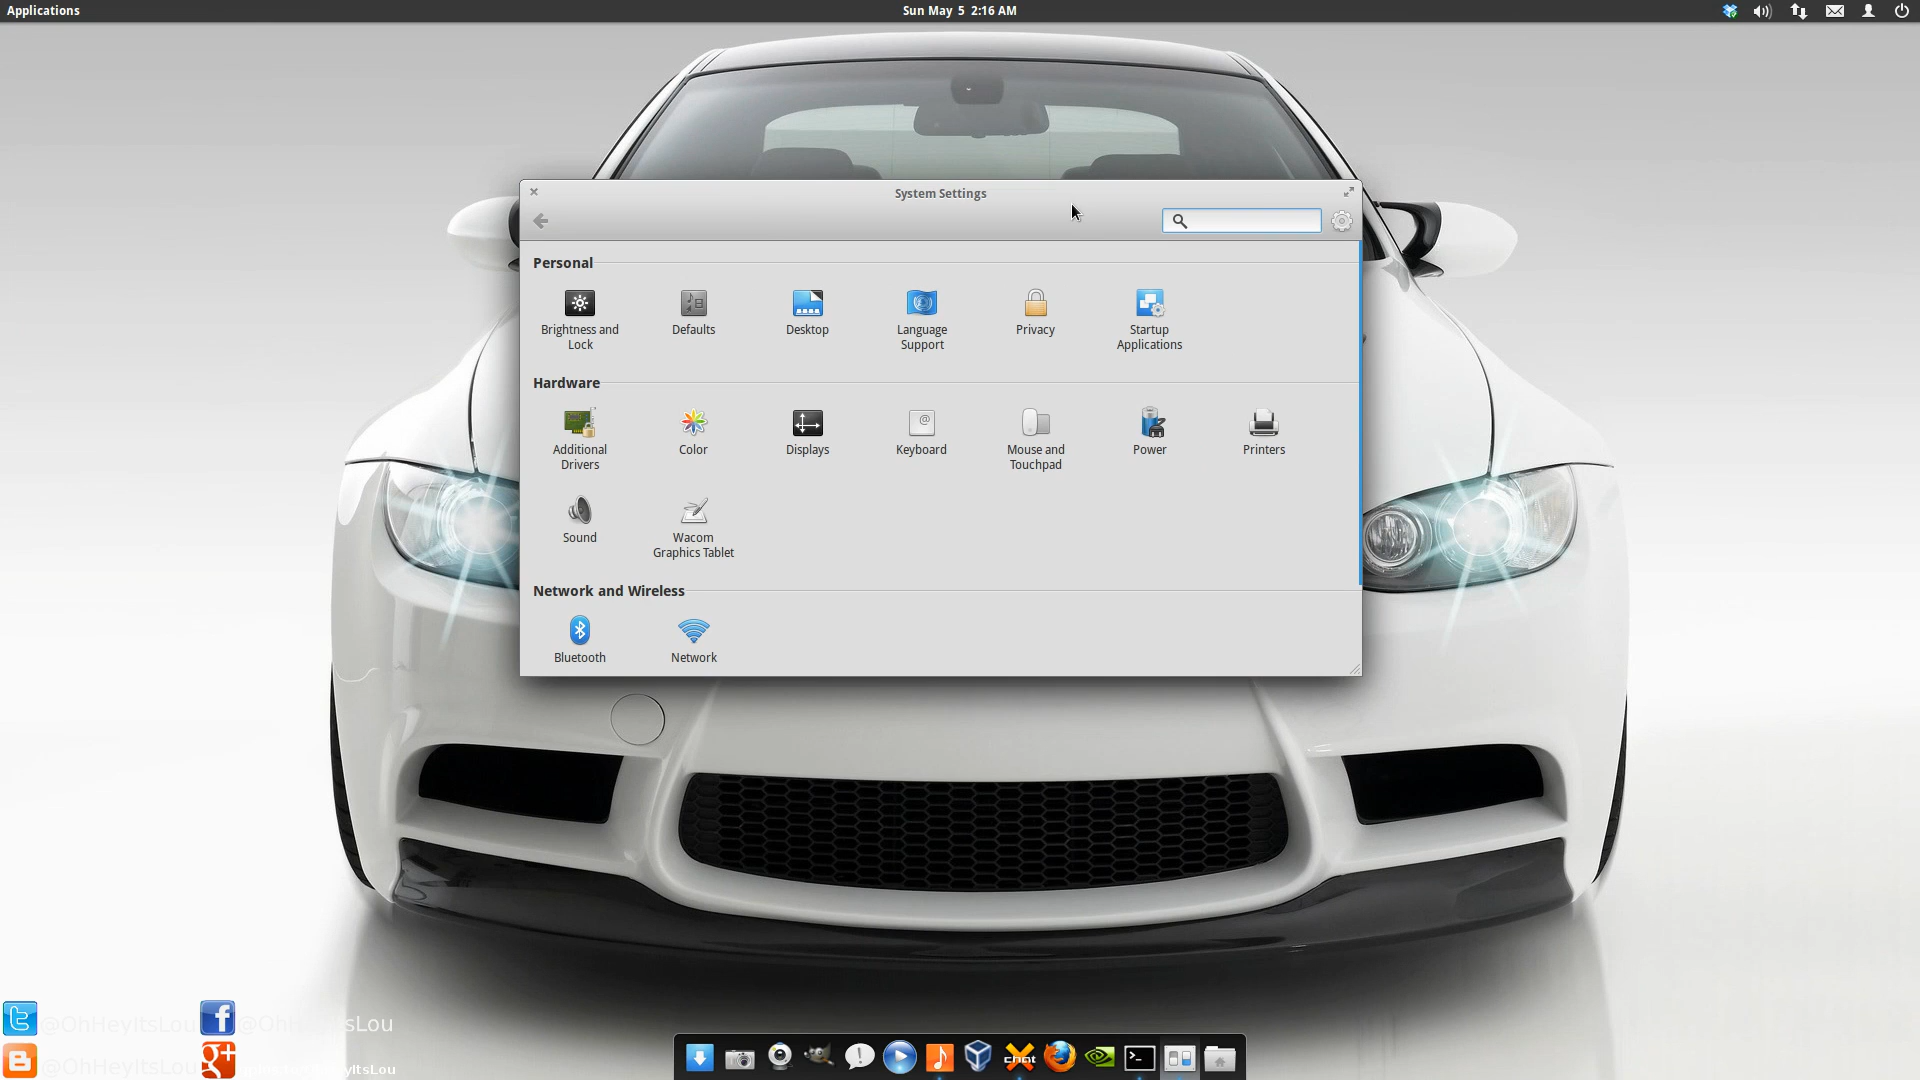 Applications
Sun May 5 2:16 AM
System Settings
Personal
Brightness and
Lock
Defaults
Desktop
Language
Support
Privacy
Startup
Applications
Hardware
Additional
Drivers
Color
Displays
Keyboard
Mouse and
Touchpad
Power
Printers
Sound
Wacom
Graphics Tablet
Network and Wireless
Bluetooth
Network
@OhHeyItsLou
@OhHeyItsLou
@OhHeyItsLou
chat